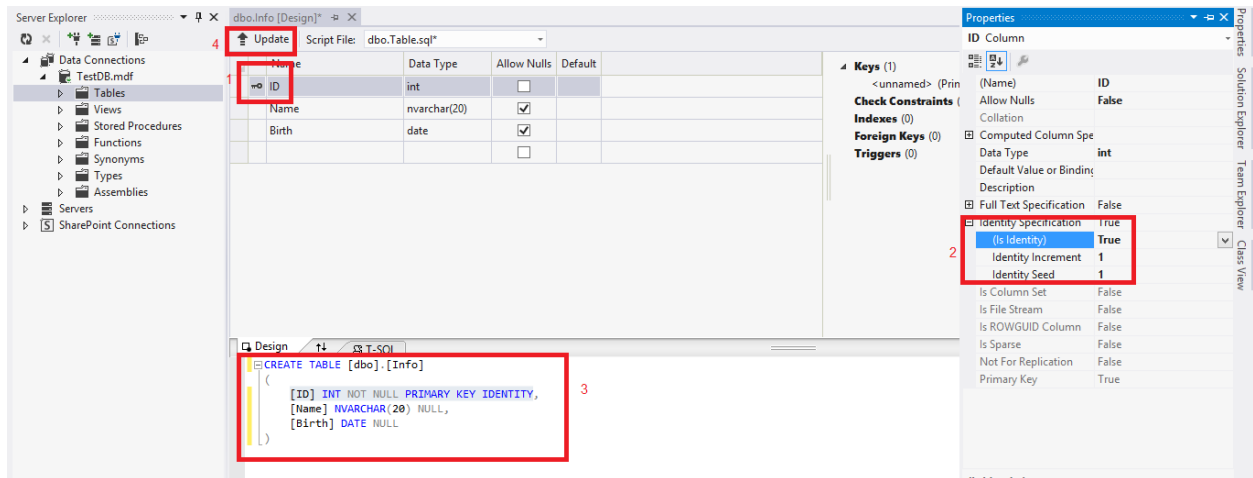 Server Explorer
Data Connections
TestDB.mdf
Tables
Views
Stored Procedures
Functions
Synonyms
Types
Assemblies
Servers
SharePoint Connections
dbo.Info [Design]*
4
Update
Script File: dbo.Table.sql*
Name Data Type Allow Nulls Default
1
ID int
Name nvarchar(20)
Birth date
Keys (1)
<unnamed> (Prin
Check Constraints (
Indexes (0)
Foreign Keys (0)
Triggers (0)
Design T-SQL
CREATE TABLE [dbo].[Info]
(
[ID] INT NOT NULL PRIMARY KEY IDENTITY,
[Name] NVARCHAR(20) NULL,
[Birth] DATE NULL
)
3
Properties
ID Column
(Name) ID
Allow Nulls False
Collation
Computed Column Spe
Data Type int
Default Value or Binding
Description
Full Text Specification False
Identity Specification True
(Is Identity) True
2
Identity Increment 1
Identity Seed 1
Is Column Set False
Is File Stream False
Is ROWGUID Column False
Is Sparse False
Not For Replication False
Primary Key True
Properties
Solution Explorer
Team Explorer
Class View